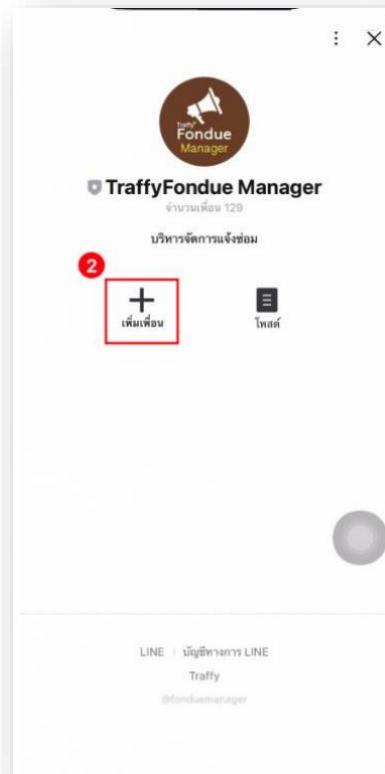 Traffy
Fondue
Manager
TraffyFondue Manager
จำนวนเพื่อน 129
บริหารจัดการแจ้งซ่อม
2
เพิ่มเพื่อน
โพสต์
LINE | บัญชีทางการ LINE
Traffy
@fonduemanager